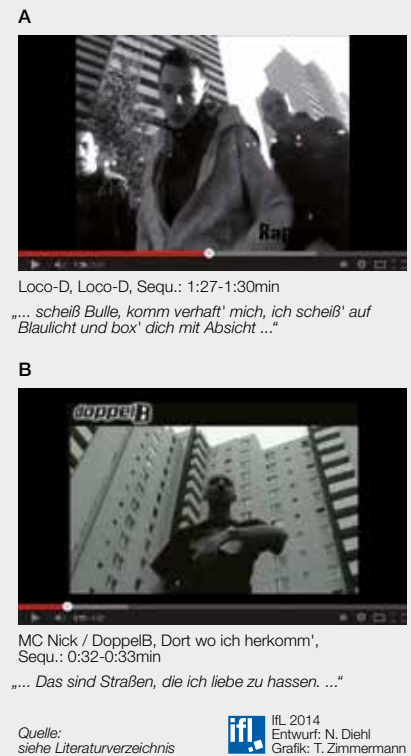 A
Rap
Loco-D, Loco-D, Sequ.: 1:27-1:30min
„... scheiß Bulle, komm verhaft' mich, ich scheiß' auf
Blaulicht und box' dich mit Absicht ...“
B
doppelB
MC Nick / DoppelB, Dort wo ich herkomm',
Sequ.: 0:32-0:33min
„... Das sind Straßen, die ich liebe zu hassen. ...“
Quelle:
siehe Literaturverzeichnis
ifl
IfL 2014
Entwurf: N. Diehl
Grafik: T. Zimmermann